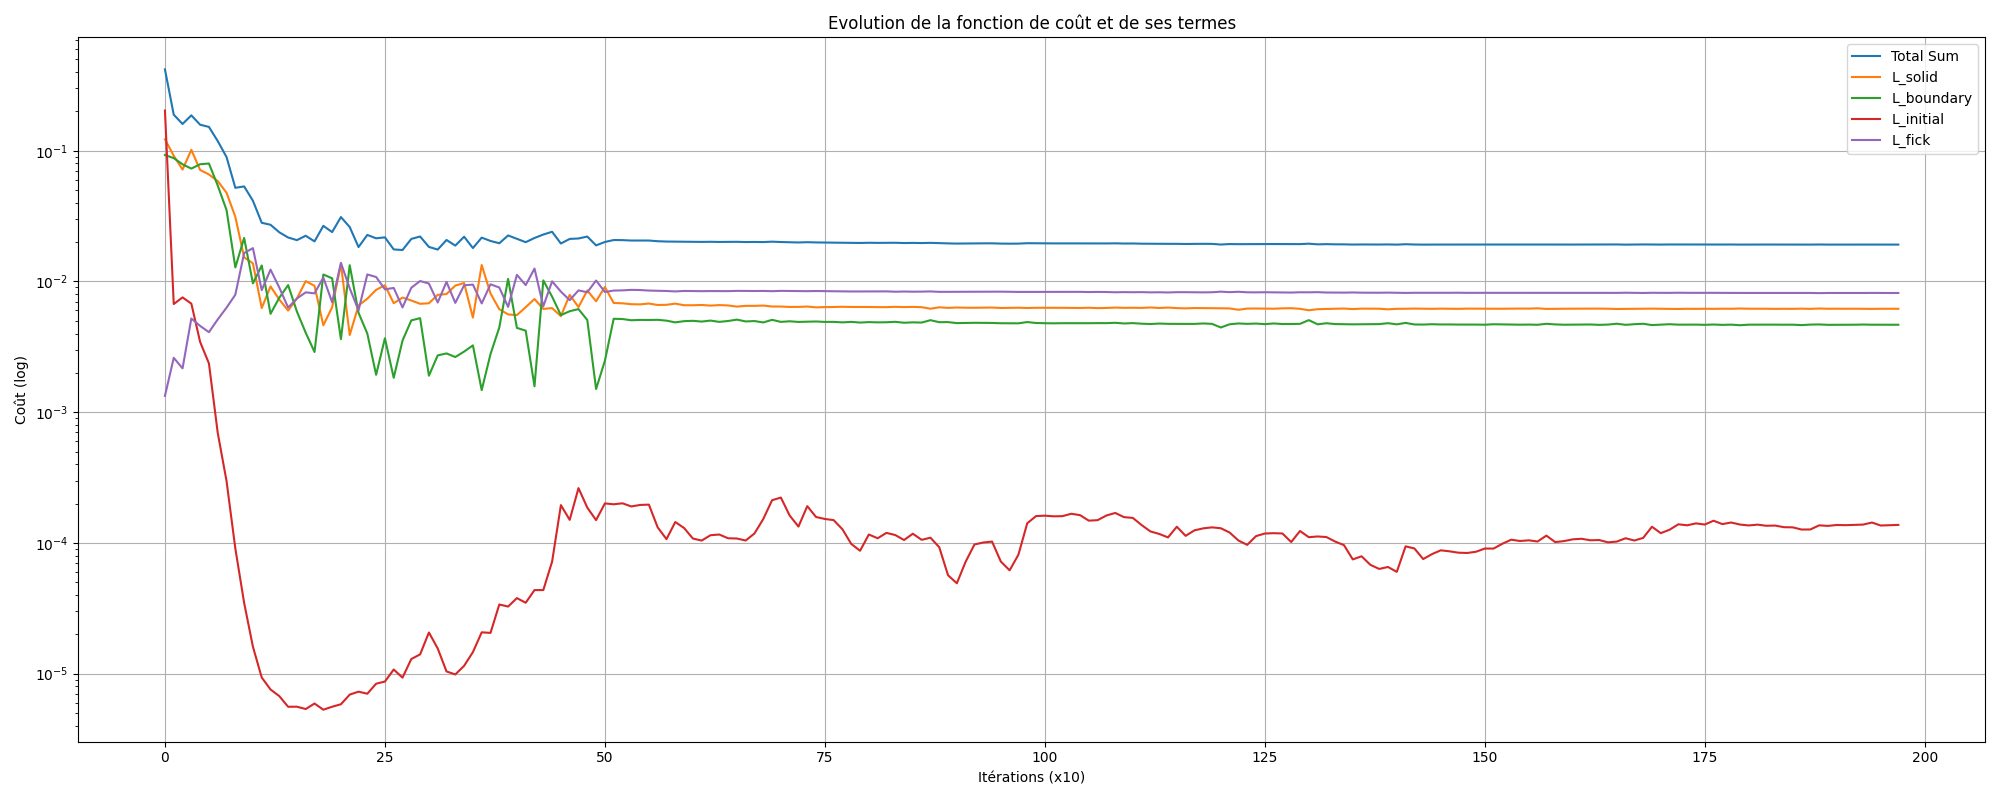 Evolution de la fonction de coût et de ses termes
Total Sum
L_solid
L_boundary
L_initial
L_fick
Coût (log)
10⁻¹
10⁻²
10⁻³
10⁻⁴
10⁻⁵
0 25 50 75 100 125 150 175 200
Itérations (x10)